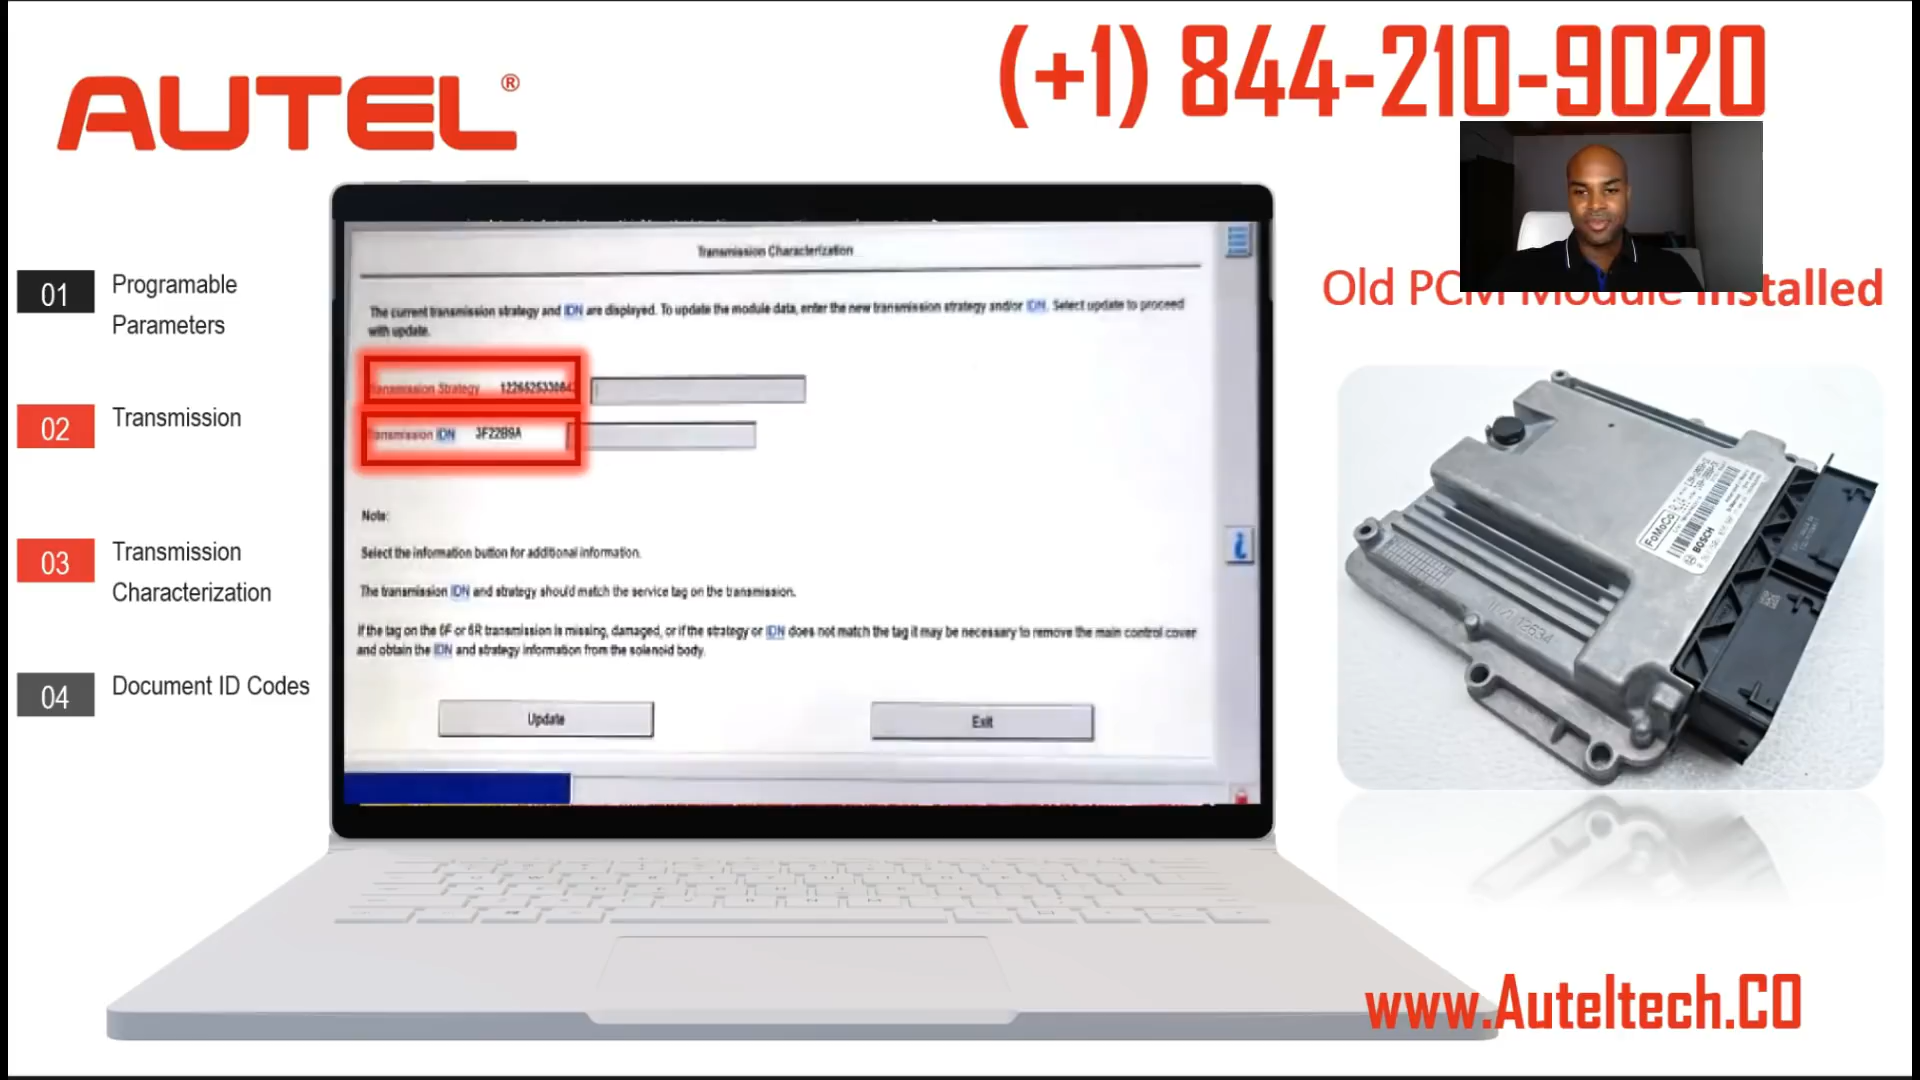 AUTEL®
(+1) 844-210-9020
01 Programable
Parameters
02 Transmission
03 Transmission
Characterization
04 Document ID Codes
Transmission Characterization
The current transmission strategy and IDN are displayed. To update the module data, enter the new transmission strategy and/or IDN. Select update to proceed
with update.
Transmission Strategy
Transmission IDN 3F22B9A
Note:
Select the information button for additional information.
The transmission IDN and strategy should match the service tag on the transmission.
If the tag on the 6F or 6R transmission is missing, damaged, or if the strategy or IDN does not match the tag it may be necessary to remove the main control cover
and obtain the IDN and strategy information from the solenoid body.
Update
Exit
Old PCM Module Installed
FoMoCo
BOSCH
www.Auteltech.CO